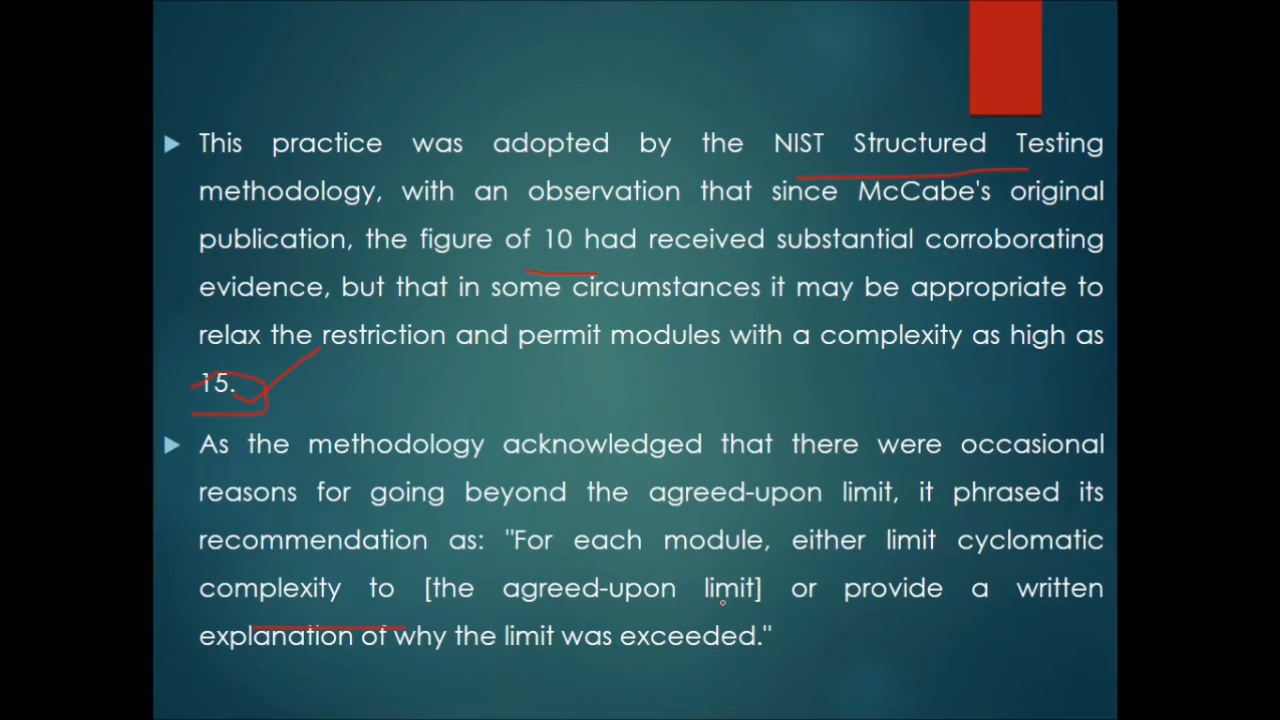 This practice was adopted by the NIST Structured Testing
methodology, with an observation that since McCabe's original
publication, the figure of 10 had received substantial corroborating
evidence, but that in some circumstances it may be appropriate to
relax the restriction and permit modules with a complexity as high as
15.
As the methodology acknowledged that there were occasional
reasons for going beyond the agreed-upon limit, it phrased its
recommendation as: "For each module, either limit cyclomatic
complexity to [the agreed-upon limit] or provide a written
explanation of why the limit was exceeded."